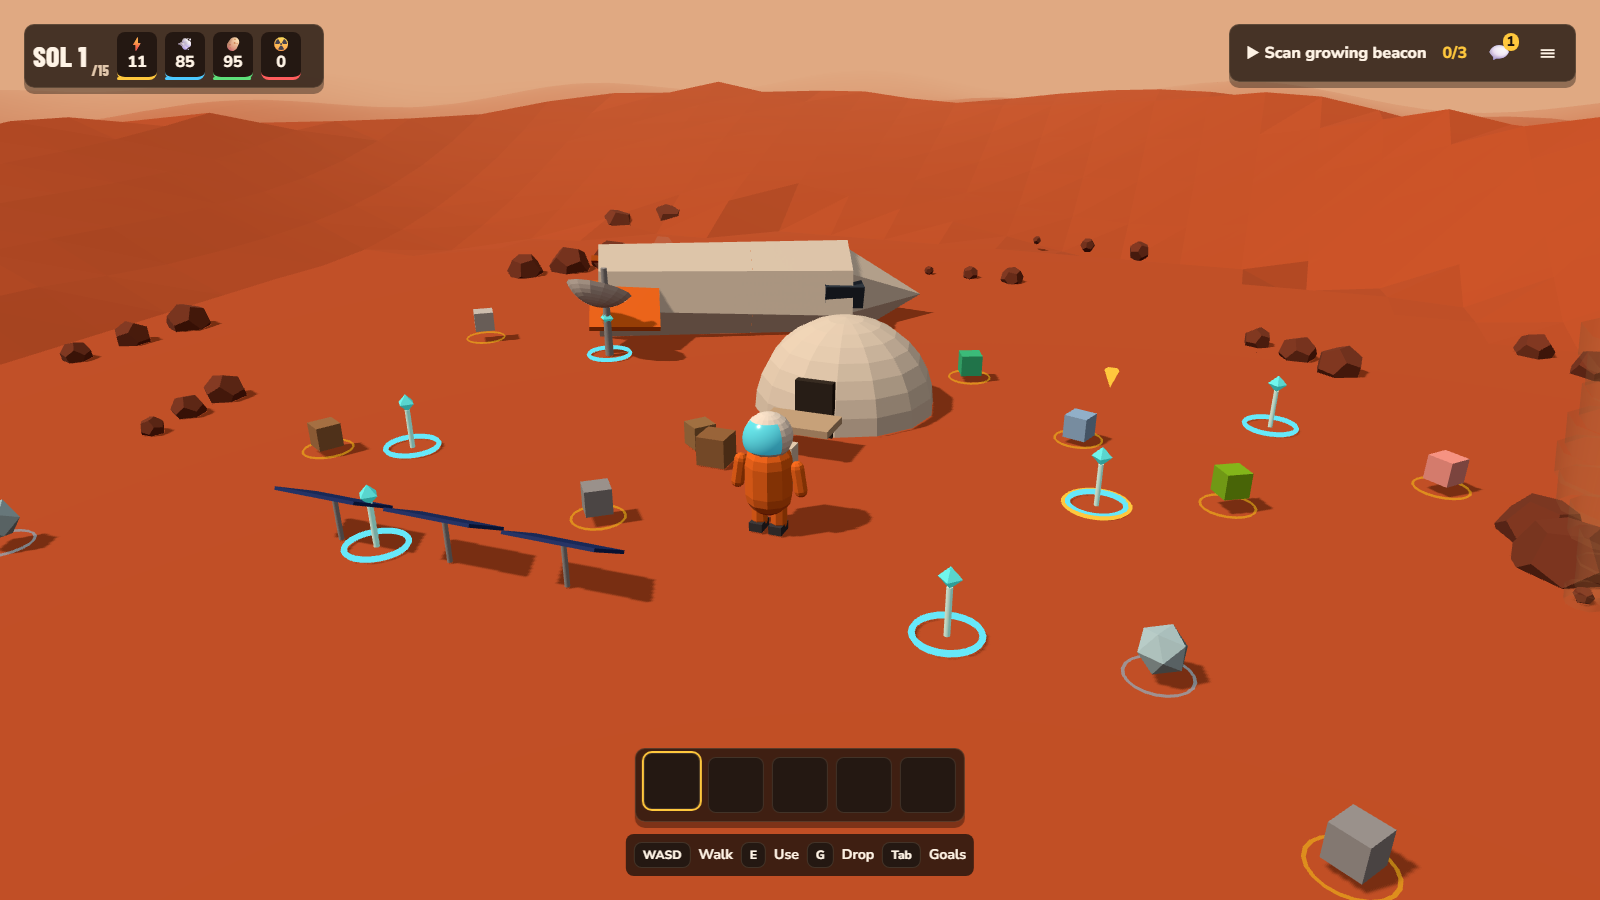 SOL 1 /15 11 85 95 0
▶ Scan growing beacon 0/3 1
WASD Walk E Use G Drop Tab Goals